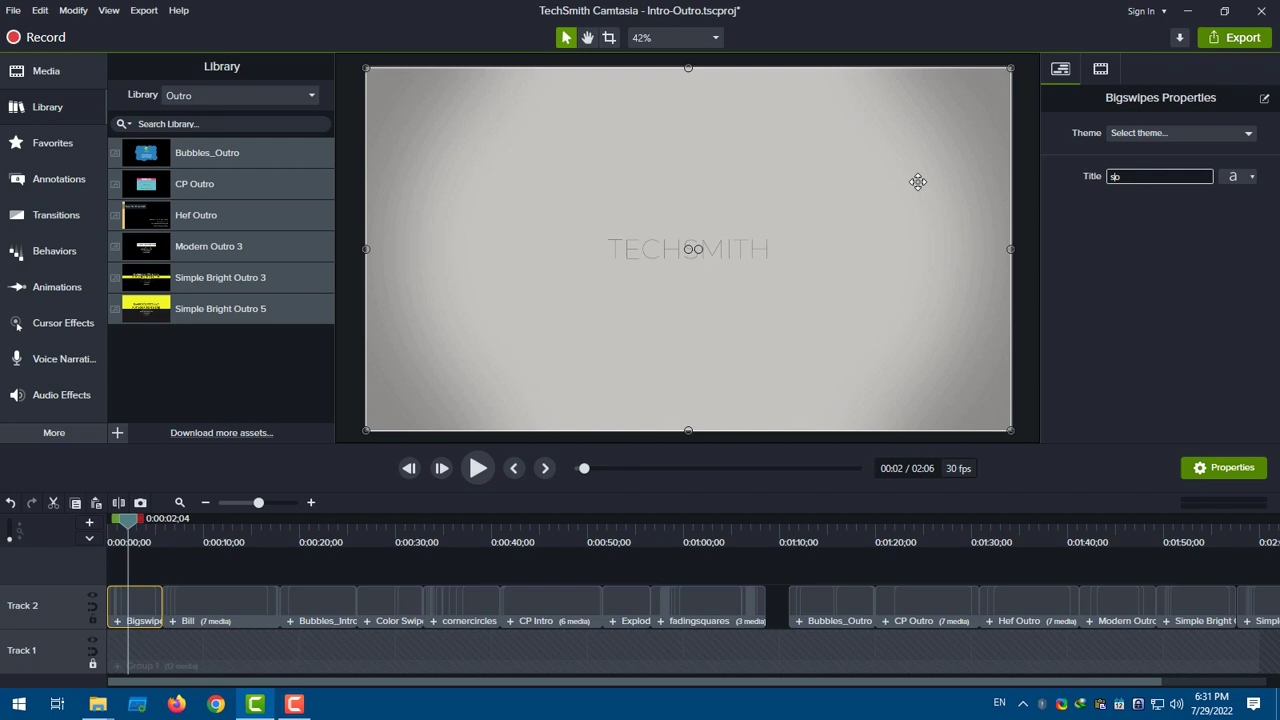 File Edit Modify View Export Help
TechSmith Camtasia - Intro-Outro.tscproj*
Sign In
Record
42%
Export
Media
Library
Favorites
Annotations
Transitions
Behaviors
Animations
Cursor Effects
Voice Narrati...
Audio Effects
More
Library
Library Outro
Search Library...
Bubbles_Outro
CP Outro
Hef Outro
Modern Outro 3
Simple Bright Outro 3
Simple Bright Outro 5
Download more assets...
TECHSMITH
Bigswipes Properties
Theme Select theme...
Title slo a
00:02 / 02:06 30 fps
Properties
0:00:02;04
0:00:00;00 0:00:10;00 0:00:20;00 0:00:30;00 0:00:40;00 0:00:50;00 0:01:00;00 0:01:10;00 0:01:20;00 0:01:30;00 0:01:40;00 0:01:50;00 0:02:0
Track 2
Bigswipe Bill (7 media) Bubbles_Intro Color Swipe cornercircles CP Intro (6 media) Explod fadingsquares (3 media) Bubbles_Outro CP Outro (7 media) Hef Outro (7 media) Modern Outro Simple Bright Simpl
Track 1
Group 1 (12 media)
EN
6:31 PM
7/29/2022